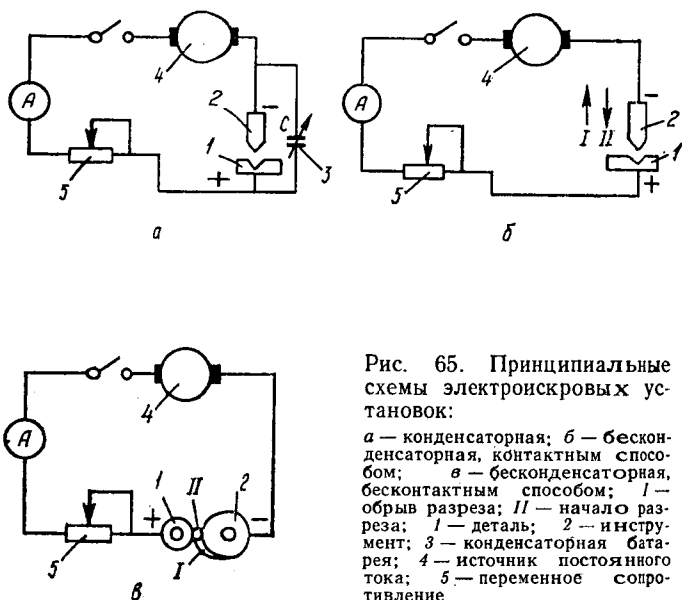 4
2
−
А
C
1
+
3
5
а
4
А
I II
−
2
1
+
5
б
4
А
1
II
2
+
−
5
I
в
Рис. 65. Принципиальные
схемы электроискровых ус-
тановок:
а — конденсаторная; б — бескон-
денсаторная, контактным спосо-
бом; в — бесконденсаторная,
бесконтактным способом; I —
обрыв разреза; II — начало раз-
реза; 1 — деталь; 2 — инстру-
мент; 3 — конденсаторная бата-
рея; 4 — источник постоянного
тока; 5 — переменное сопро-
тивление